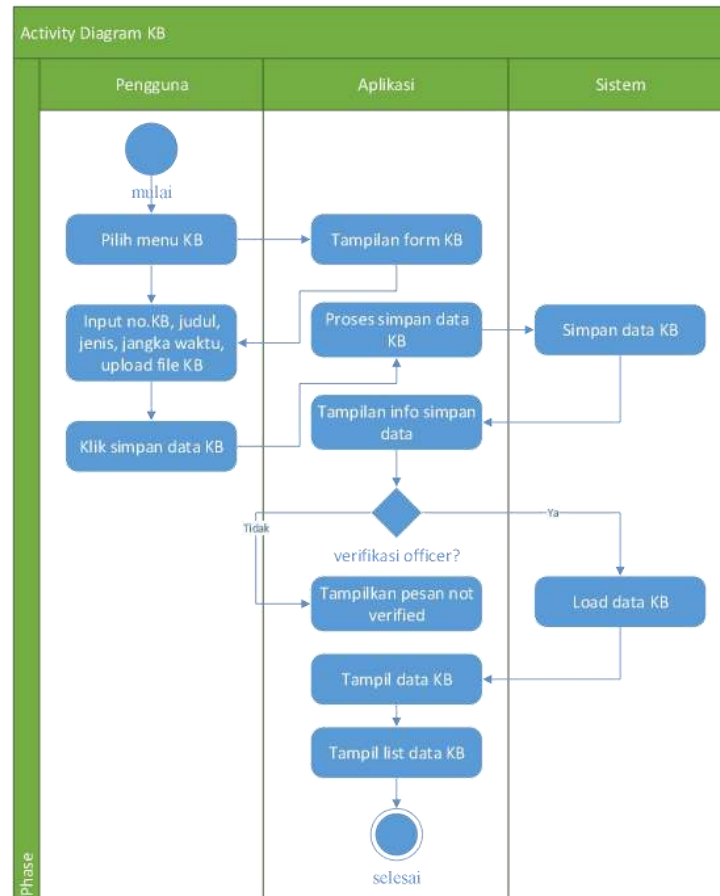 Activity Diagram KB
Pengguna
Aplikasi
Sistem
mulai
Pilih menu KB
Tampilan form KB
Input no.KB, judul,
jenis, jangka waktu,
upload file KB
Proses simpan data
KB
Simpan data KB
Klik simpan data KB
Tampilan info simpan
data
Tidak
Ya
verifikasi officer?
Tampilkan pesan not
verified
Load data KB
Tampil data KB
Tampil list data KB
selesai
Phase